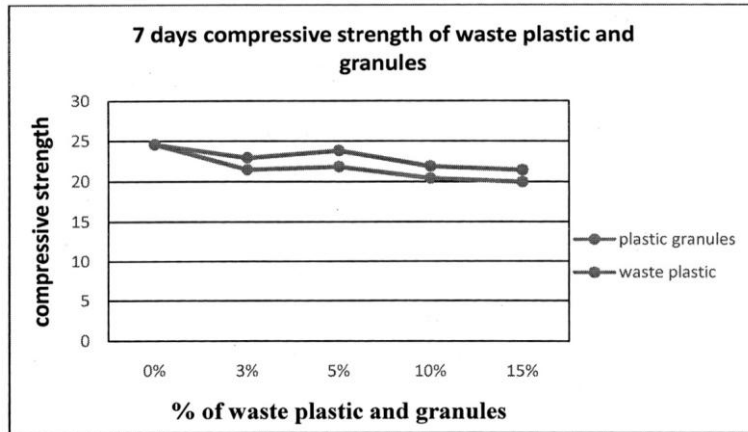 7 days compressive strength of waste plastic and
granules
30
25
20
15
10
5
0
compressive strength
0% 3% 5% 10% 15%
% of waste plastic and granules
plastic granules
waste plastic